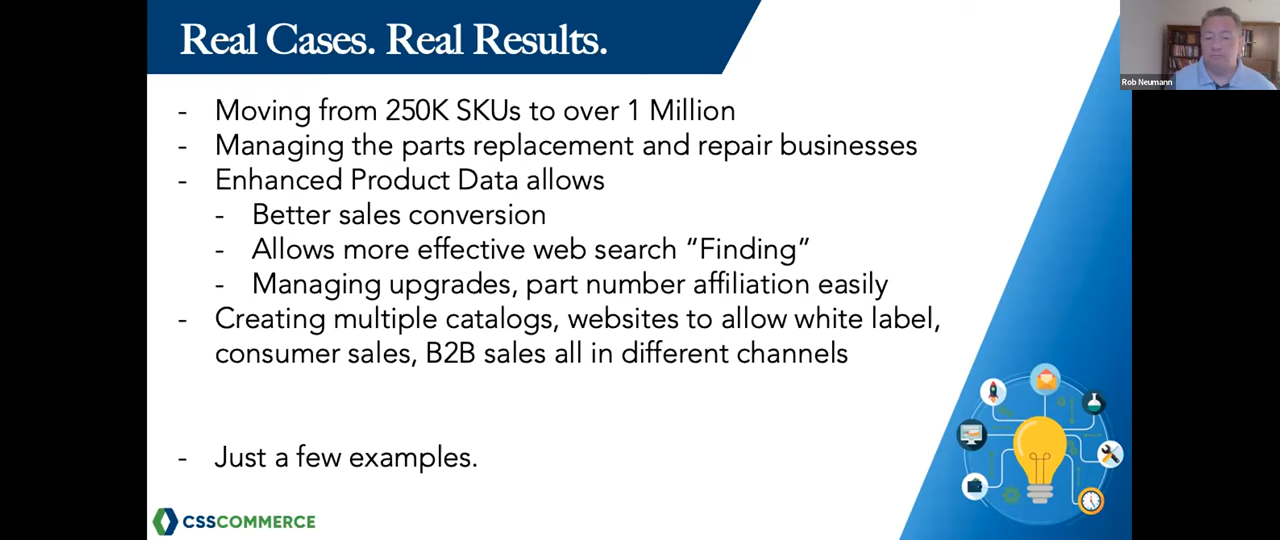 Real Cases. Real Results.
Rob Neumann
- Moving from 250K SKUs to over 1 Million
- Managing the parts replacement and repair businesses
- Enhanced Product Data allows
- Better sales conversion
- Allows more effective web search “Finding”
- Managing upgrades, part number affiliation easily
- Creating multiple catalogs, websites to allow white label,
consumer sales, B2B sales all in different channels
- Just a few examples.
CSSCOMMERCE